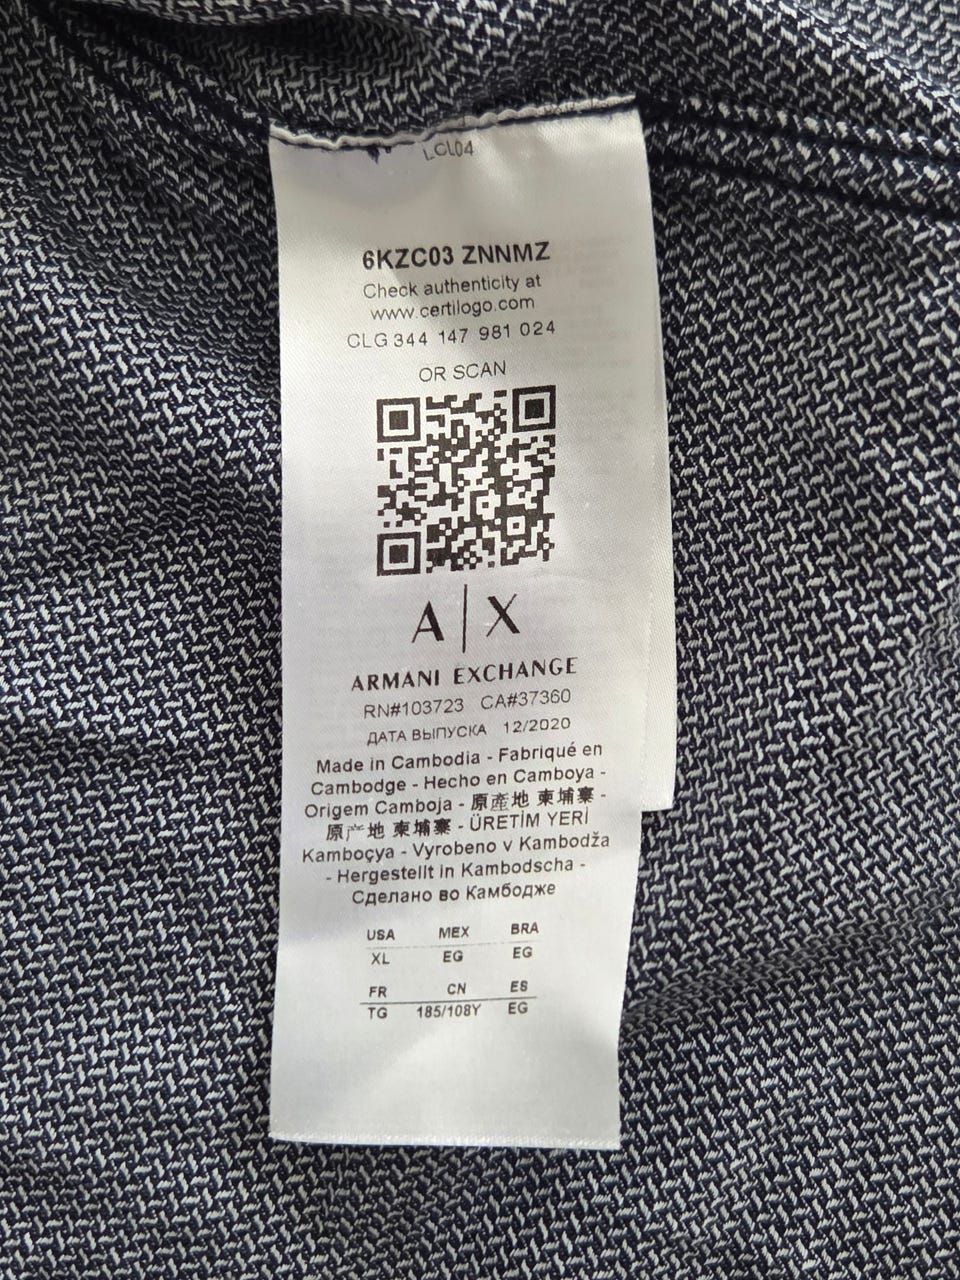 LCL04
6KZC03 ZNNMZ
Check authenticity at
www.certilogo.com
CLG 344 147 981 024
OR SCAN
A|X
ARMANI EXCHANGE
RN#103723 CA#37360
ДАТА ВЫПУСКА 12/2020
Made in Cambodia - Fabriqué en
Cambodge - Hecho en Camboya -
Origem Camboja - 原產地 柬埔寨 -
原产地 柬埔寨 - ÜRETİM YERİ
Kamboçya - Vyrobeno v Kambodža
- Hergestellt in Kambodscha -
Сделано во Камбодже
USA MEX BRA
XL EG EG
FR CN ES
TG 185/108Y EG